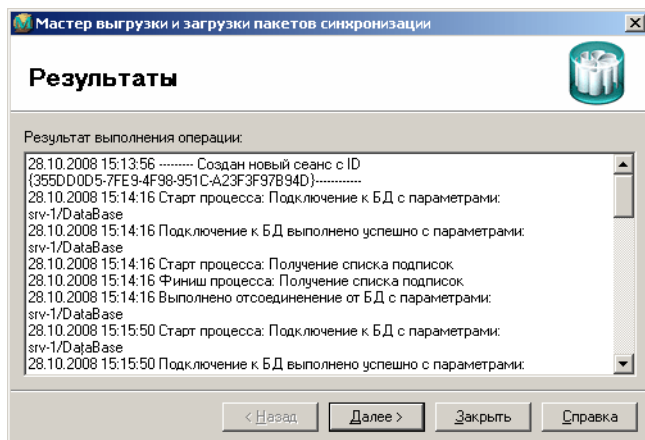 Мастер выгрузки и загрузки пакетов синхронизации
Результаты
Результат выполнения операции:
28.10.2008 15:13:56 --------- Создан новый сеанс с ID
{355DD0D5-7FE9-4F98-951C-A23F3F97B94D}------------
28.10.2008 15:14:16 Старт процесса: Подключение к БД с параметрами:
srv-1/DataBase
28.10.2008 15:14:16 Подключение к БД выполнено успешно с параметрами:
srv-1/DataBase
28.10.2008 15:14:16 Старт процесса: Получение списка подписок
28.10.2008 15:14:16 Финиш процесса: Получение списка подписок
28.10.2008 15:14:16 Выполнено отсоединенение от БД с параметрами:
srv-1/DataBase
28.10.2008 15:15:50 Старт процесса: Подключение к БД с параметрами:
srv-1/DataBase
28.10.2008 15:15:50 Подключение к БД выполнено успешно с параметрами:
< Назад Далее > Закрыть Справка